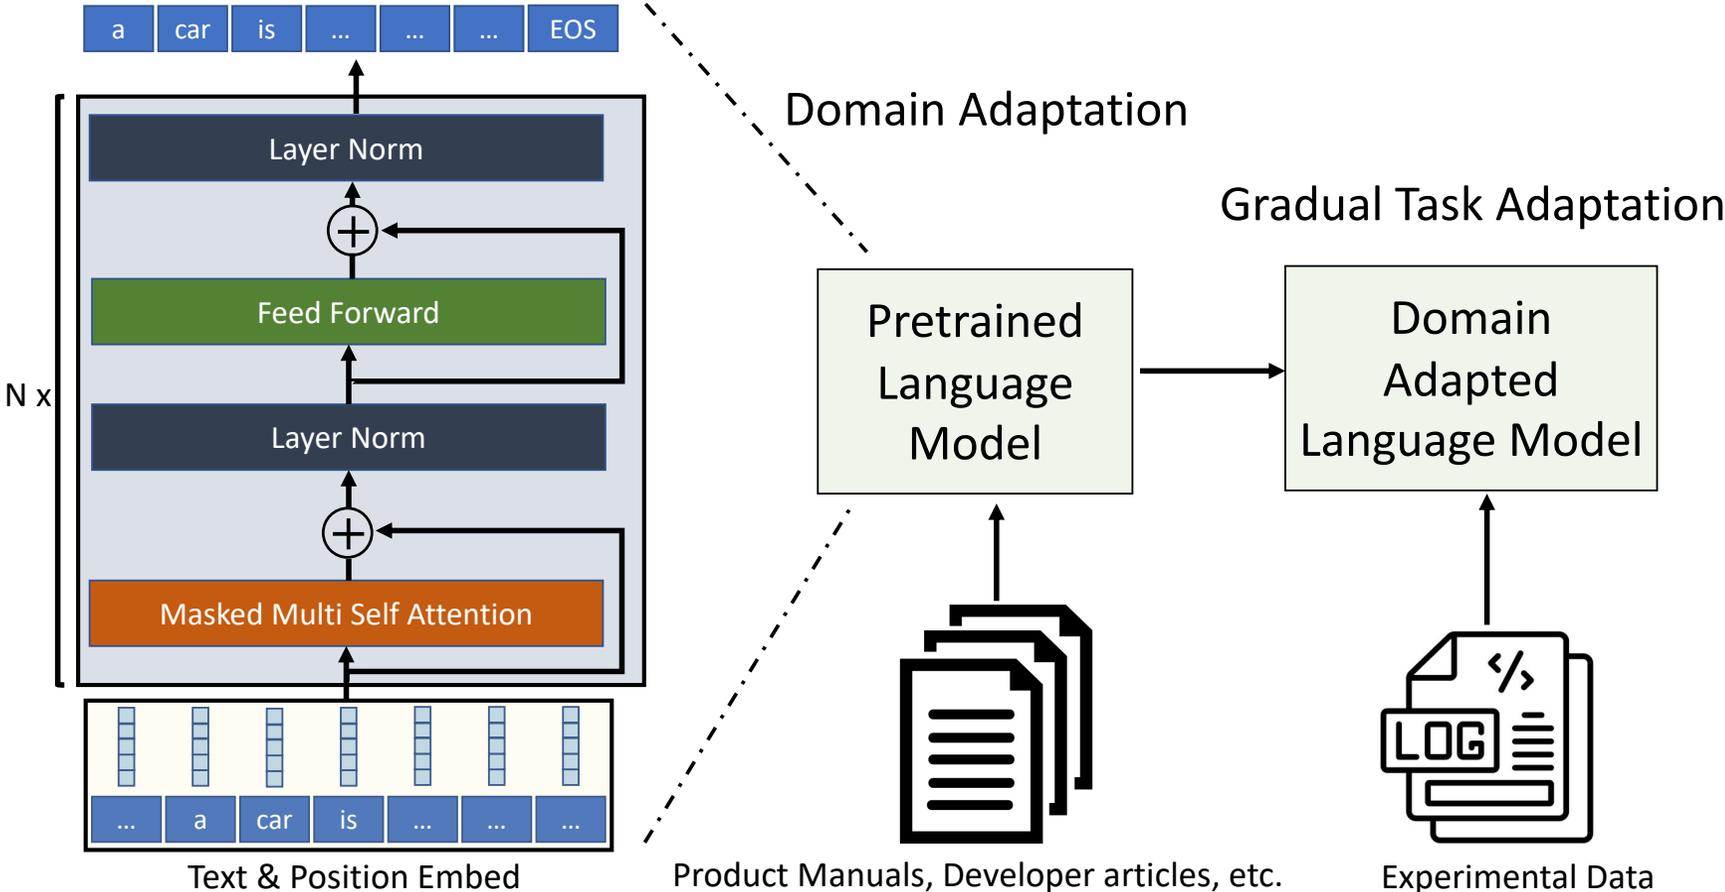 a car is ... ... ... EOS
Layer Norm
Feed Forward
Layer Norm
Masked Multi Self Attention
N x
... a car is ... ... ...
Text & Position Embed
Domain Adaptation
Pretrained
Language
Model
Product Manuals, Developer articles, etc.
Gradual Task Adaptation
Domain
Adapted
Language Model
</>
LOG
Experimental Data